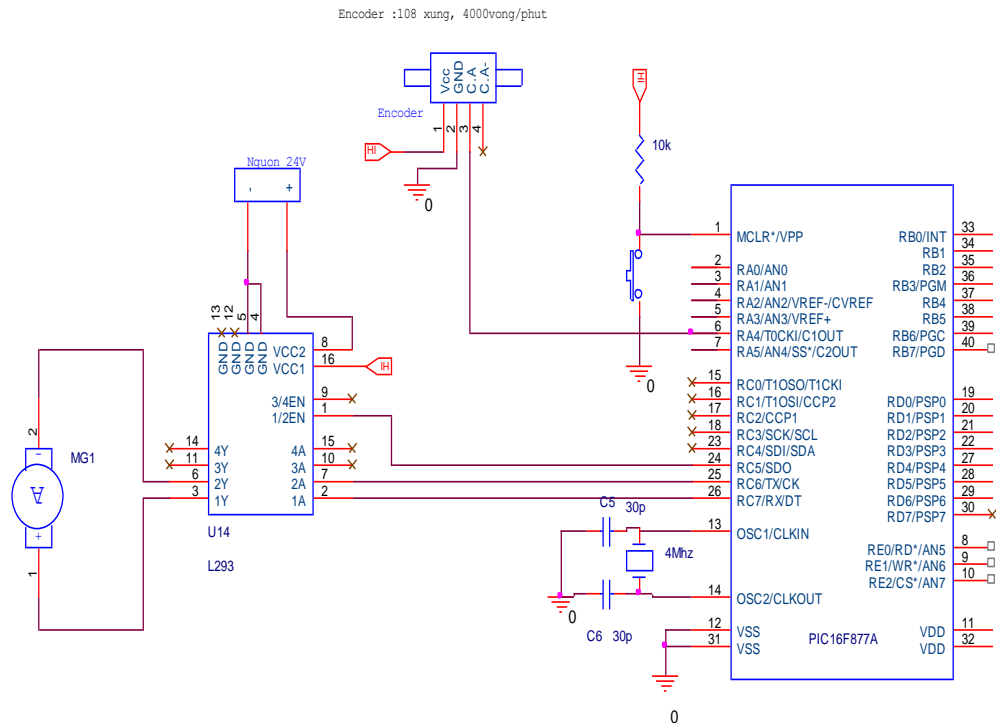 Encoder :108 xung, 4000vong/phut
Vcc
GND
C.A
C.A-
Encoder
1
2
3
4
HI
0
HI
10k
Nguon 24V
-
+
13
12
5
4
GND
GND
GND
GND
VCC2 8
VCC1 16
HI
3/4EN 9
1/2EN 1
14 4Y
11 3Y
6 2Y
3 1Y
4A 15
3A 10
2A 7
1A 2
U14
L293
2
-
MG1
A
+
1
0
1 MCLR*/VPP
2 RA0/AN0
3 RA1/AN1
4 RA2/AN2/VREF-/CVREF
5 RA3/AN3/VREF+
6 RA4/T0CKI/C1OUT
7 RA5/AN4/SS*/C2OUT
15 RC0/T1OSO/T1CKI
16 RC1/T1OSI/CCP2
17 RC2/CCP1
18 RC3/SCK/SCL
23 RC4/SDI/SDA
24 RC5/SDO
25 RC6/TX/CK
26 RC7/RX/DT
13 OSC1/CLKIN
14 OSC2/CLKOUT
12 VSS
31 VSS
RB0/INT 33
RB1 34
RB2 35
RB3/PGM 36
RB4 37
RB5 38
RB6/PGC 39
RB7/PGD 40
RD0/PSP0 19
RD1/PSP1 20
RD2/PSP2 21
RD3/PSP3 22
RD4/PSP4 27
RD5/PSP5 28
RD6/PSP6 29
RD7/PSP7 30
RE0/RD*/AN5 8
RE1/WR*/AN6 9
RE2/CS*/AN7 10
VDD 11
VDD 32
PIC16F877A
C5 30p
4Mhz
0
C6 30p
0